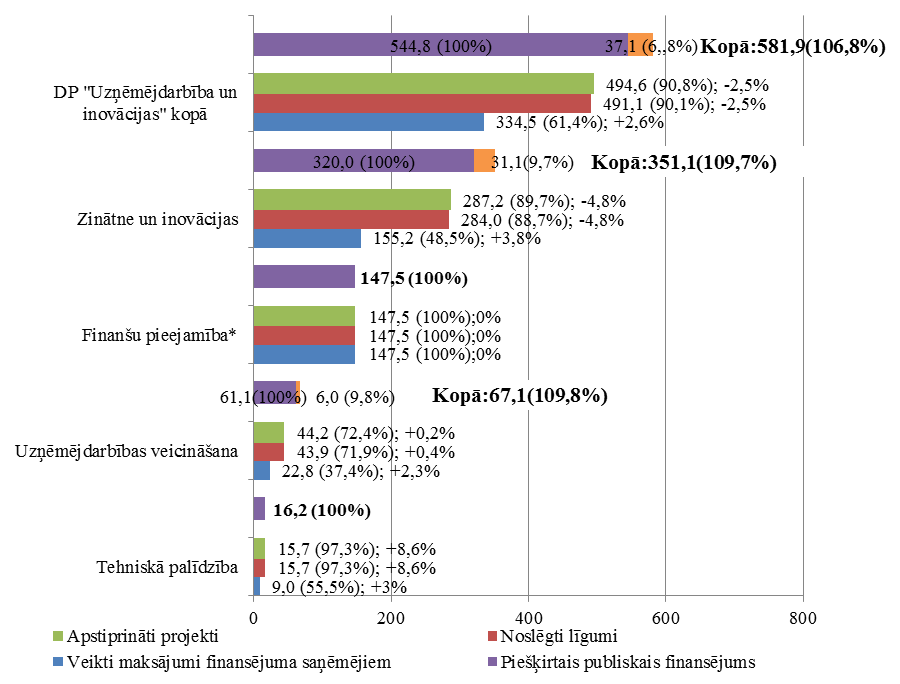 544,8 (100%) 37,1 (6,,8%) Kopā:581,9(106,8%)
DP "Uzņēmējdarbība un
inovācijas" kopā
494,6 (90,8%); -2,5%
491,1 (90,1%); -2,5%
334,5 (61,4%); +2,6%
320,0 (100%) 31,1(9,7%) Kopā:351,1(109,7%)
Zinātne un inovācijas
287,2 (89,7%); -4,8%
284,0 (88,7%); -4,8%
155,2 (48,5%); +3,8%
147,5 (100%)
Finanšu pieejamība*
147,5 (100%);0%
147,5 (100%);0%
147,5 (100%);0%
61,1(100%) 6,0 (9,8%) Kopā:67,1(109,8%)
Uzņēmējdarbības veicināšana
44,2 (72,4%); +0,2%
43,9 (71,9%); +0,4%
22,8 (37,4%); +2,3%
16,2 (100%)
Tehniskā palīdzība
15,7 (97,3%); +8,6%
15,7 (97,3%); +8,6%
9,0 (55,5%); +3%
0 200 400 600 800
Apstiprināti projekti Noslēgti līgumi
Veikti maksājumi finansējuma saņēmējiem Piešķirtais publiskais finansējums